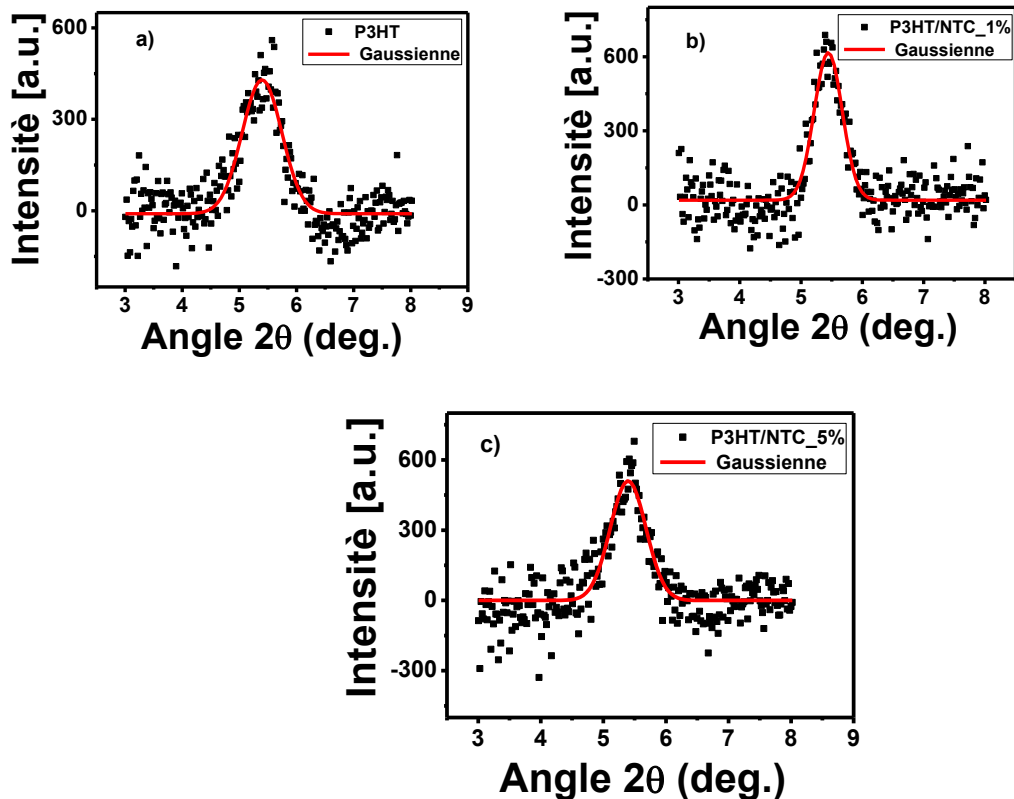 a)
P3HT
Gaussienne
600
300
0
Intensitè [a.u.]
3 4 5 6 7 8 9
Angle 2θ (deg.)
b)
P3HT/NTC_1%
Gaussienne
600
300
0
-300
Intensitè [a.u.]
3 4 5 6 7 8
Angle 2θ (deg.)
c)
P3HT/NTC_5%
Gaussienne
600
300
0
-300
Intensitè [a.u.]
3 4 5 6 7 8 9
Angle 2θ (deg.)